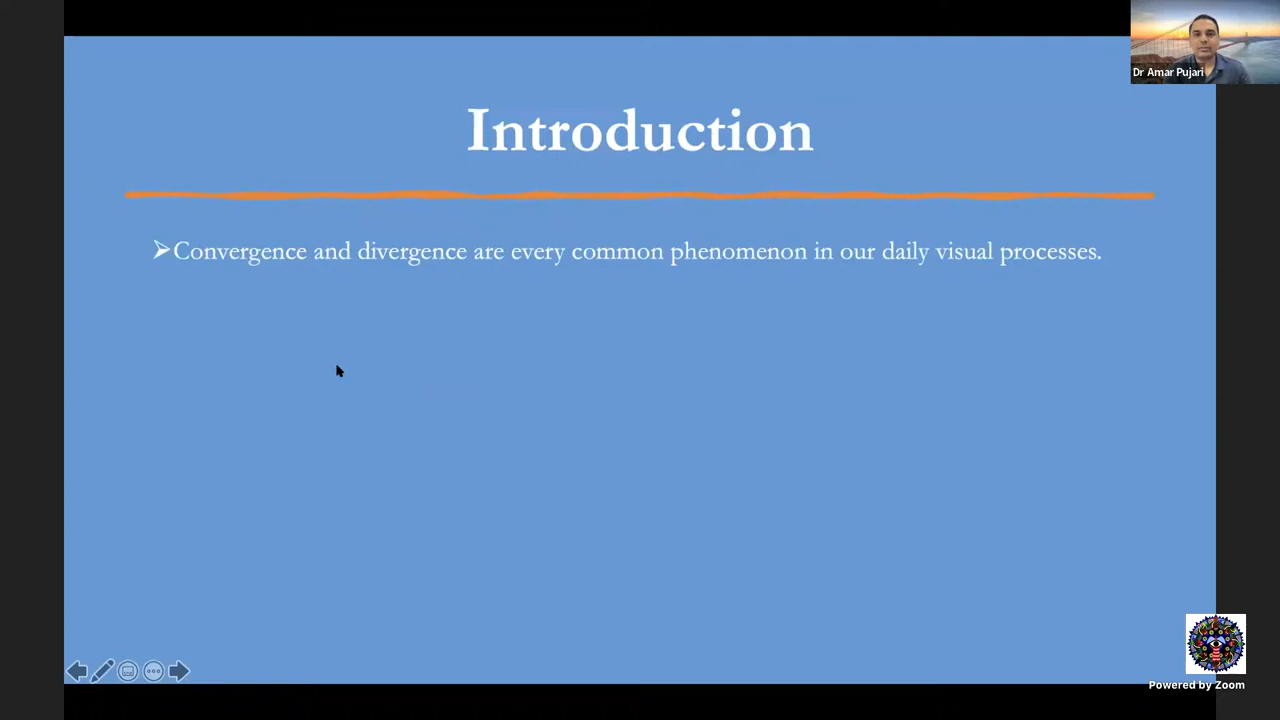 Dr Amar Pujari
Introduction
➢Convergence and divergence are every common phenomenon in our daily visual processes.
Powered by Zoom